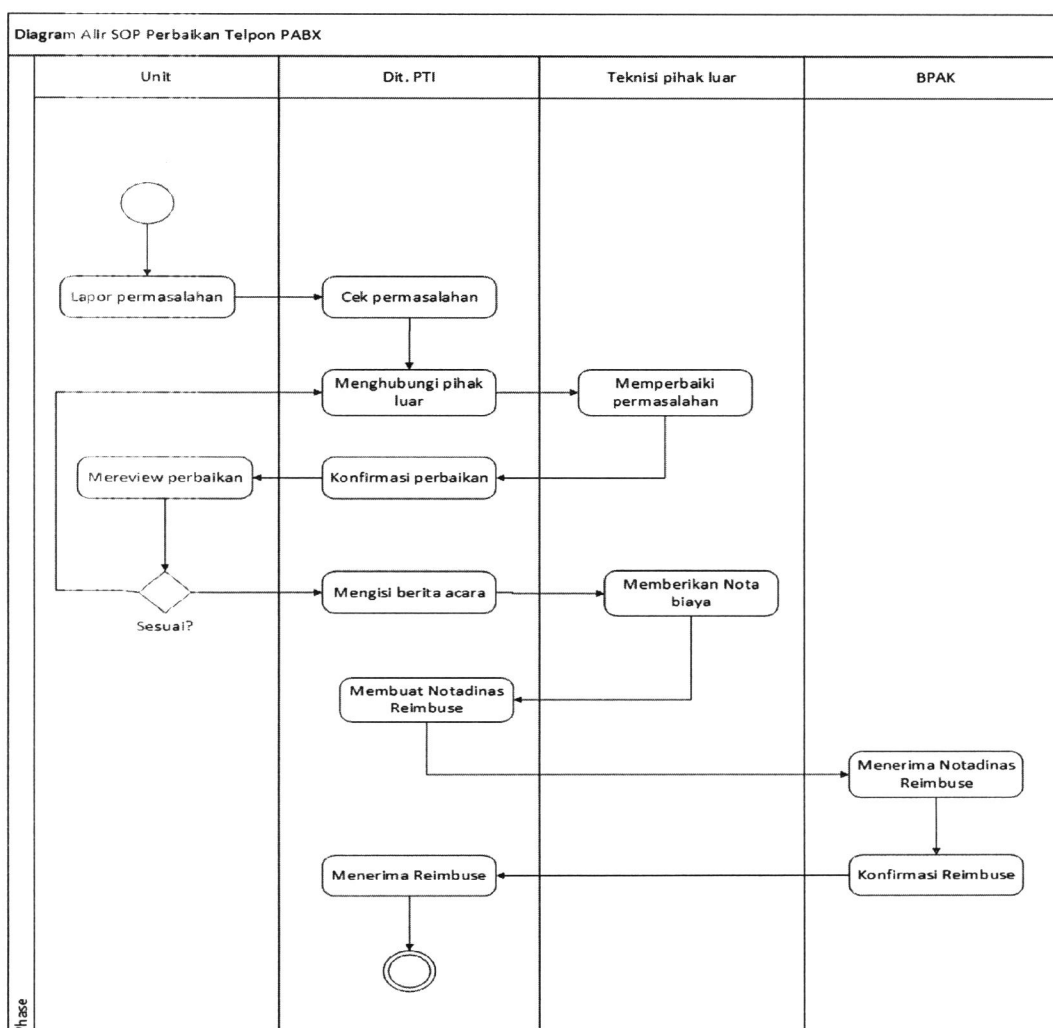 Diagram Alir SOP Perbaikan Telpon PABX
Unit
Dit. PTI
Teknisi pihak luar
BPAK
Lapor permasalahan
Cek permasalahan
Menghubungi pihak
luar
Memperbaiki
permasalahan
Mereview perbaikan
Konfirmasi perbaikan
Sesuai?
Mengisi berita acara
Memberikan Nota
biaya
Membuat Notadinas
Reimbuse
Menerima Notadinas
Reimbuse
Menerima Reimbuse
Konfirmasi Reimbuse
Phase